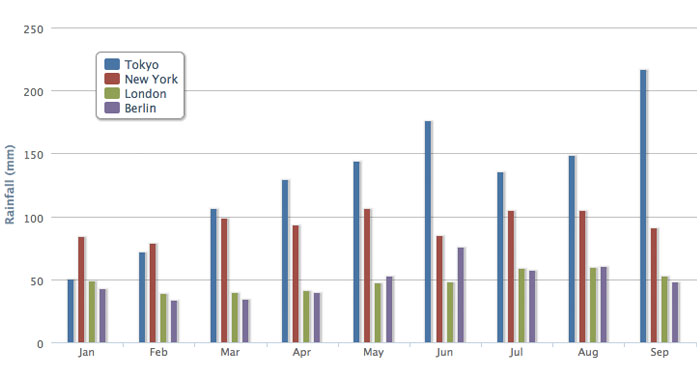 250
200
150
100
50
0
Rainfall (mm)
Tokyo
New York
London
Berlin
Jan Feb Mar Apr May Jun Jul Aug Sep